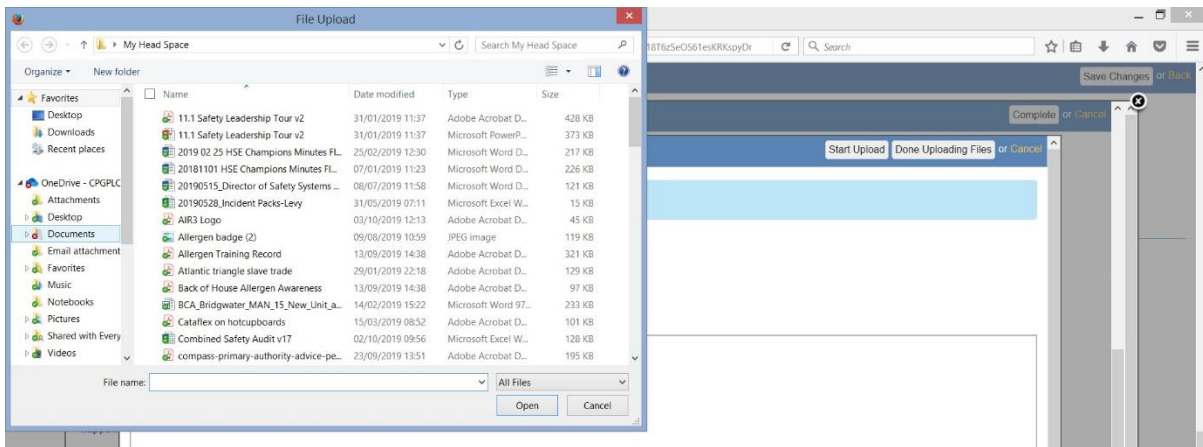 File Upload
My Head Space
Search My Head Space
18T6zSeOS61esKRKspyDr
Search
Organize
New folder
Save Changes or Back
Favorites
Desktop
Downloads
Recent places
OneDrive - CPGPLC
Attachments
Desktop
Documents
Email attachment
Favorites
Music
Notebooks
Pictures
Shared with Every
Videos
Name Date modified Type Size
11.1 Safety Leadership Tour v2 31/01/2019 11:37 Adobe Acrobat D... 428 KB
11.1 Safety Leadership Tour v2 31/01/2019 11:37 Microsoft PowerP... 373 KB
2019 02 25 HSE Champions Minutes FI... 25/02/2019 12:30 Microsoft Word D... 217 KB
20181101 HSE Champions Minutes FI... 07/01/2019 11:23 Microsoft Word D... 226 KB
20190515_Director of Safety Systems ... 08/07/2019 11:58 Microsoft Word D... 121 KB
20190528_Incident Packs-Levy 31/05/2019 07:11 Microsoft Excel W... 15 KB
AIR3 Logo 03/10/2019 12:13 Adobe Acrobat D... 45 KB
Allergen badge (2) 09/08/2019 10:59 JPEG image 119 KB
Allergen Training Record 13/09/2019 14:38 Adobe Acrobat D... 321 KB
Atlantic triangle slave trade 29/01/2019 22:18 Adobe Acrobat D... 129 KB
Back of House Allergen Awareness 13/09/2019 14:38 Adobe Acrobat D... 97 KB
BCA_Bridgwater_MAN_15_New_Unit_a... 14/02/2019 15:22 Microsoft Word 97... 233 KB
Cataflex on hotcupboards 15/03/2019 08:52 Adobe Acrobat D... 101 KB
Combined Safety Audit v17 02/10/2019 09:56 Microsoft Excel W... 128 KB
compass-primary-authority-advice-pe... 23/09/2019 13:51 Adobe Acrobat D... 195 KB
Complete or Cancel
Start Upload Done Uploading Files or Cancel
File name:
All Files
Open Cancel